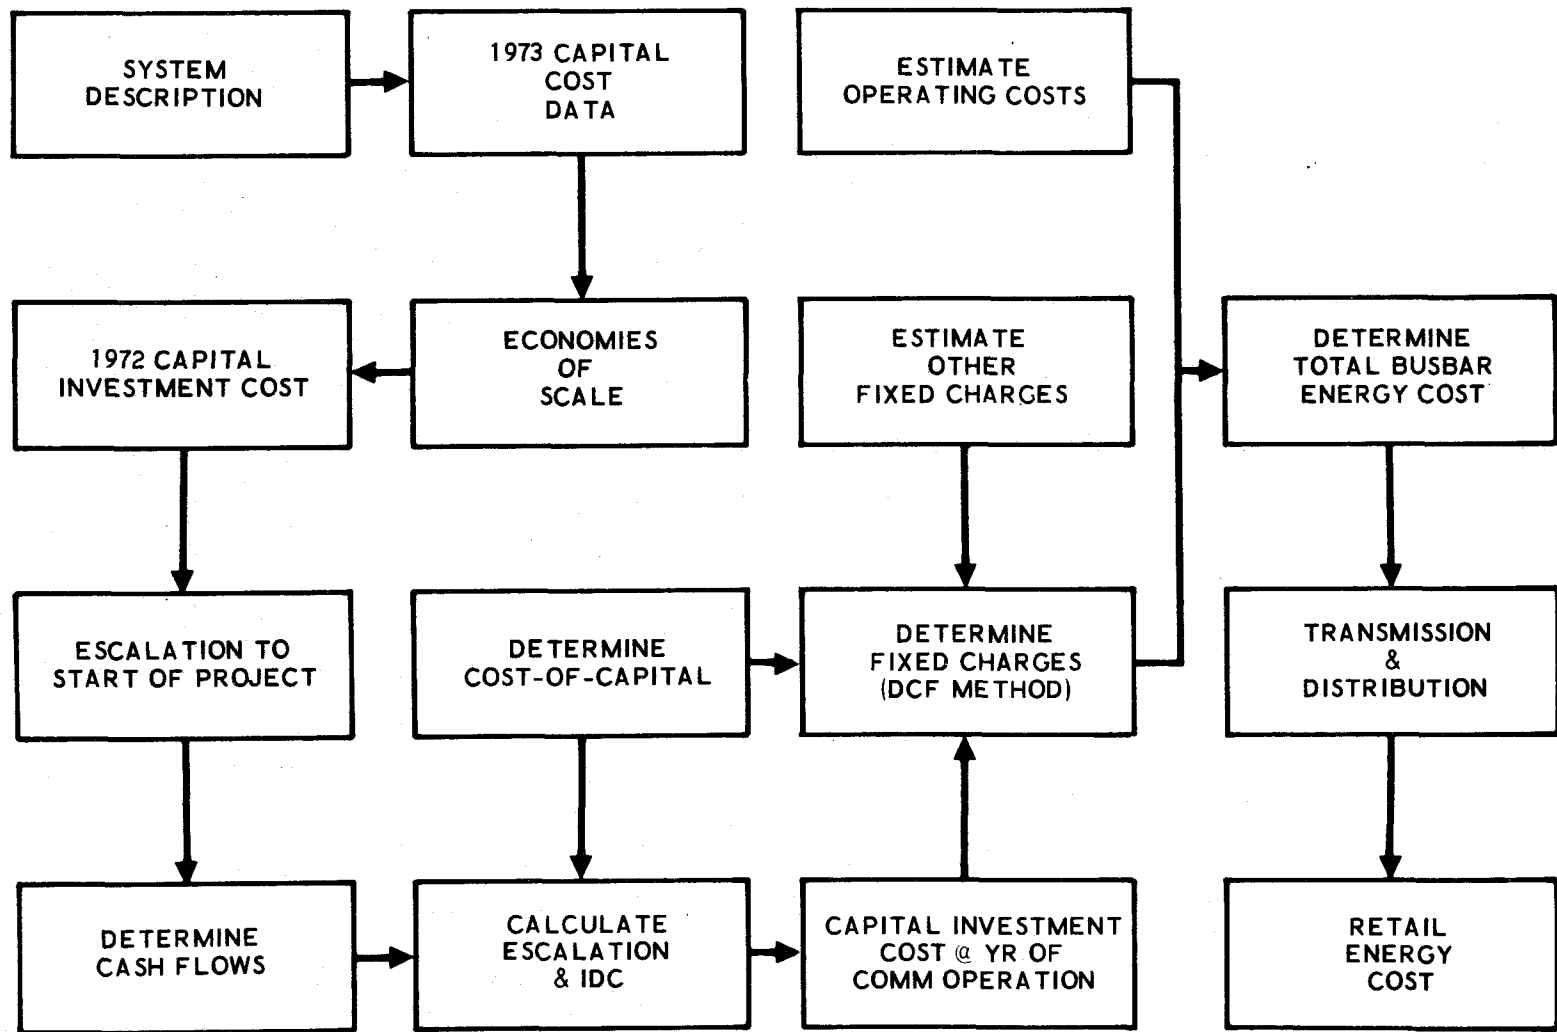 SYSTEM
DESCRIPTION
1973 CAPITAL
COST
DATA
ESTIMATE
OPERATING COSTS
1972 CAPITAL
INVESTMENT COST
ECONOMIES
OF
SCALE
ESTIMATE
OTHER
FIXED CHARGES
DETERMINE
TOTAL BUSBAR
ENERGY COST
ESCALATION TO
START OF PROJECT
DETERMINE
COST-OF-CAPITAL
DETERMINE
FIXED CHARGES
(DCF METHOD)
TRANSMISSION
&
DISTRIBUTION
DETERMINE
CASH FLOWS
CALCULATE
ESCALATION
& IDC
CAPITAL INVESTMENT
COST @ YR OF
COMM OPERATION
RETAIL
ENERGY
COST